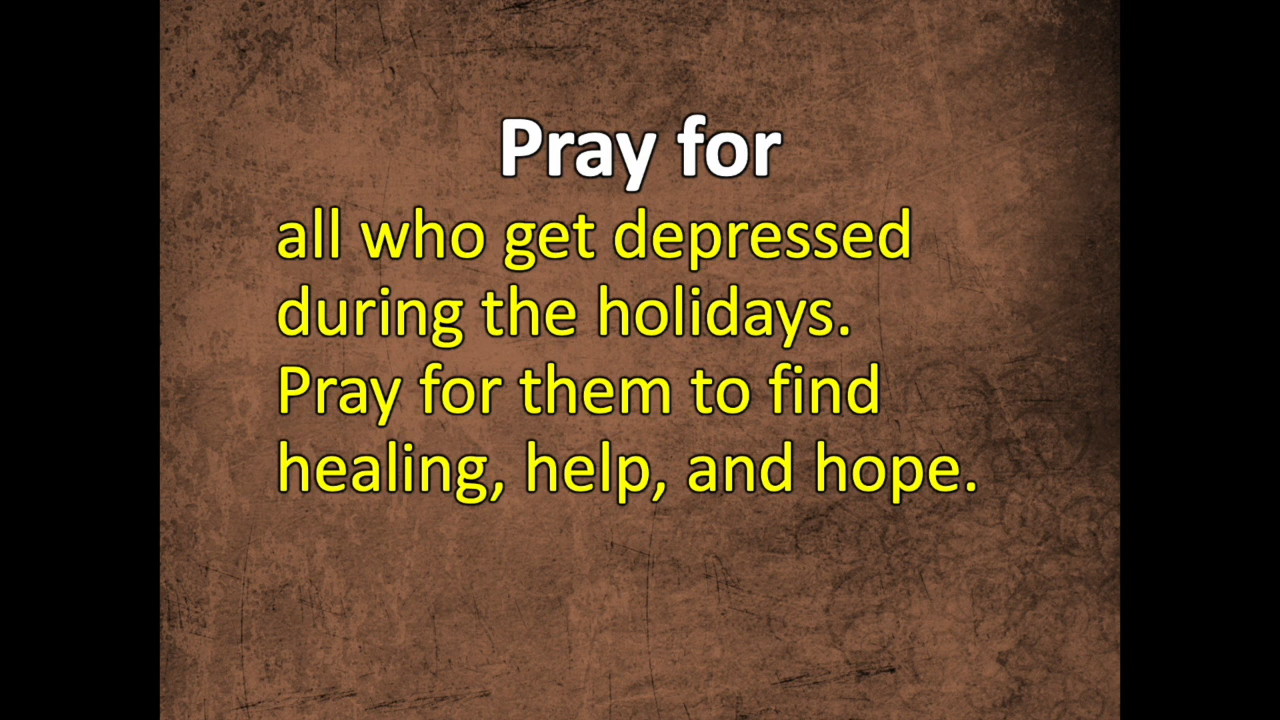 Pray for
all who get depressed
during the holidays.
Pray for them to find
healing, help, and hope.